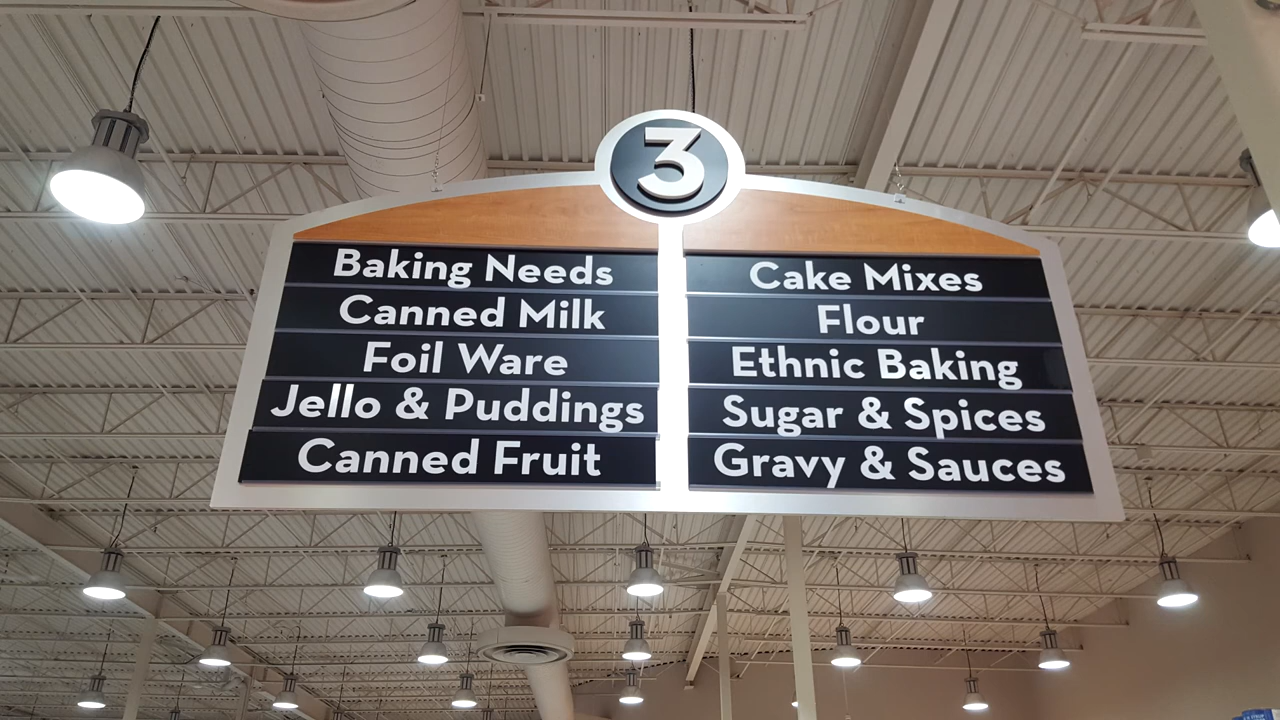 3
Baking Needs
Canned Milk
Foil Ware
Jello & Puddings
Canned Fruit
Cake Mixes
Flour
Ethnic Baking
Sugar & Spices
Gravy & Sauces